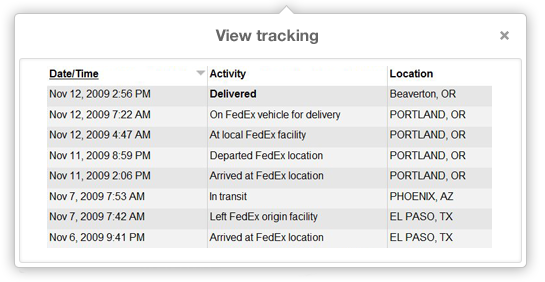 View tracking ×
Date/Time Activity Location
Nov 12, 2009 2:56 PM Delivered Beaverton, OR
Nov 12, 2009 7:22 AM On FedEx vehicle for delivery PORTLAND, OR
Nov 12, 2009 4:47 AM At local FedEx facility PORTLAND, OR
Nov 11, 2009 8:59 PM Departed FedEx location PORTLAND, OR
Nov 11, 2009 2:06 PM Arrived at FedEx location PORTLAND, OR
Nov 7, 2009 7:53 AM In transit PHOENIX, AZ
Nov 7, 2009 7:42 AM Left FedEx origin facility EL PASO, TX
Nov 6, 2009 9:41 PM Arrived at FedEx location EL PASO, TX